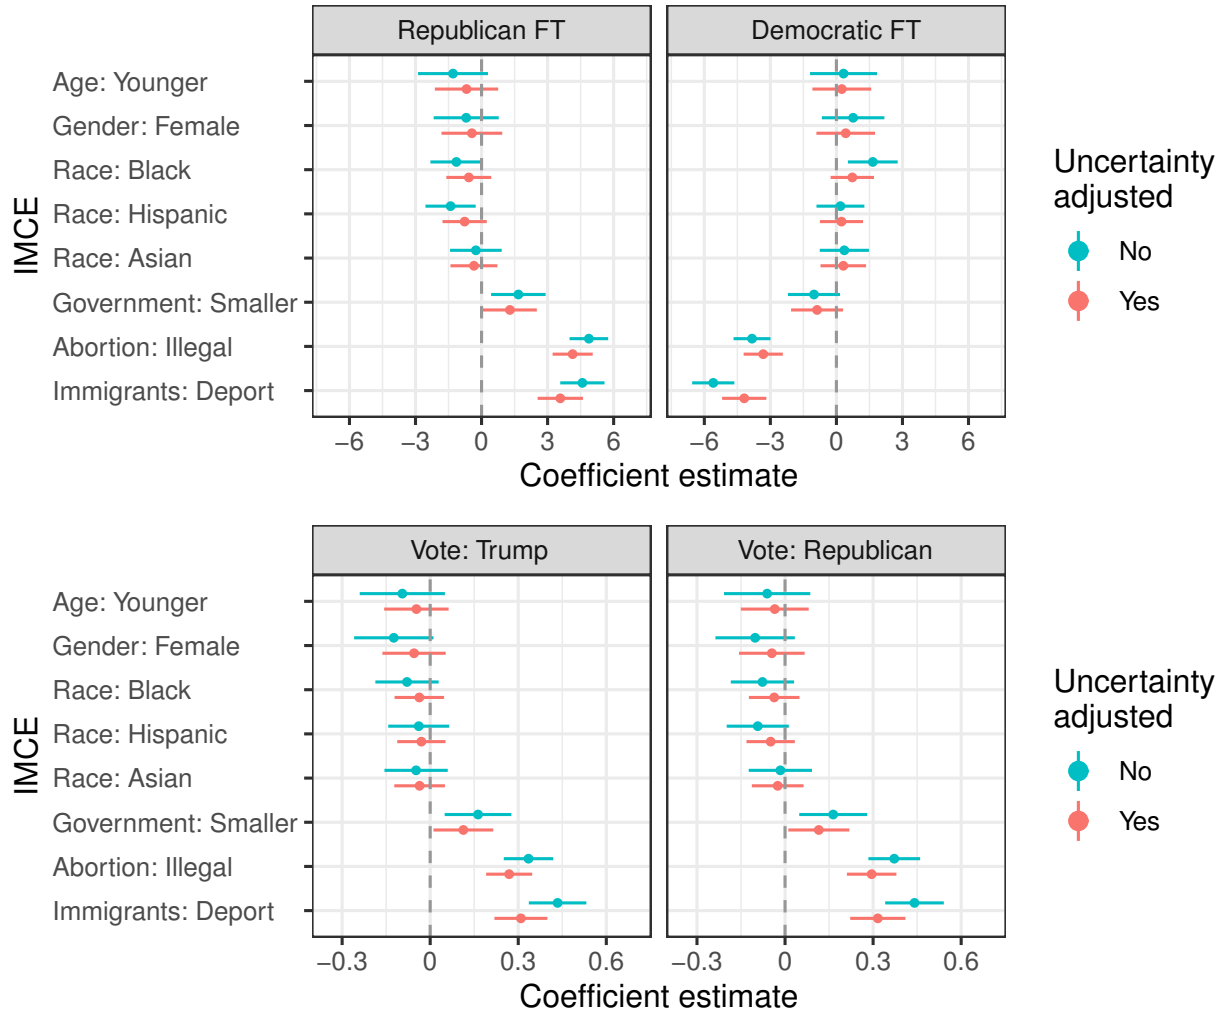 Republican FT
Democratic FT
IMCE
Age: Younger
Gender: Female
Race: Black
Race: Hispanic
Race: Asian
Government: Smaller
Abortion: Illegal
Immigrants: Deport
−6 −3 0 3 6
−6 −3 0 3 6
Coefficient estimate
Uncertainty
adjusted
No
Yes
Vote: Trump
Vote: Republican
IMCE
Age: Younger
Gender: Female
Race: Black
Race: Hispanic
Race: Asian
Government: Smaller
Abortion: Illegal
Immigrants: Deport
−0.3 0 0.3 0.6
−0.3 0 0.3 0.6
Coefficient estimate
Uncertainty
adjusted
No
Yes